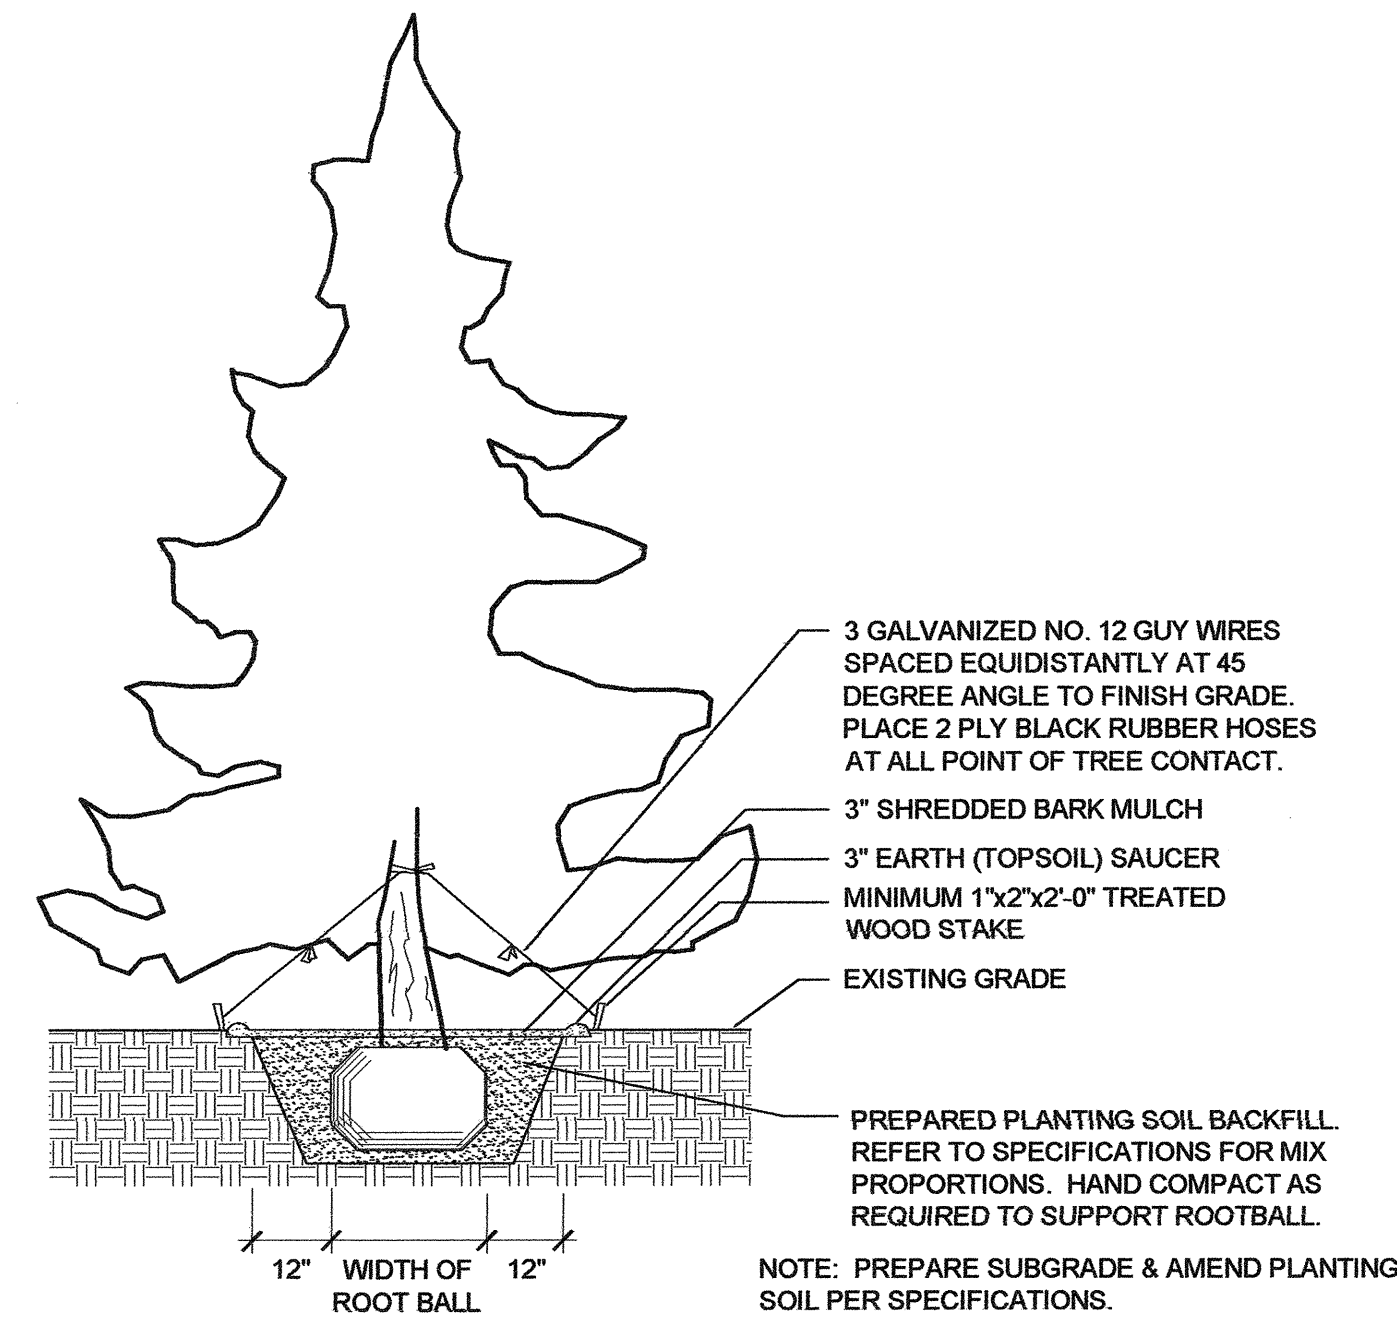 3 GALVANIZED NO. 12 GUY WIRES
SPACED EQUIDISTANTLY AT 45
DEGREE ANGLE TO FINISH GRADE.
PLACE 2 PLY BLACK RUBBER HOSES
AT ALL POINT OF TREE CONTACT.
3" SHREDDED BARK MULCH
3" EARTH (TOPSOIL) SAUCER
MINIMUM 1"x2"x2'-0" TREATED
WOOD STAKE
EXISTING GRADE
PREPARED PLANTING SOIL BACKFILL.
REFER TO SPECIFICATIONS FOR MIX
PROPORTIONS. HAND COMPACT AS
REQUIRED TO SUPPORT ROOTBALL.
12" WIDTH OF 12"
ROOT BALL
NOTE: PREPARE SUBGRADE & AMEND PLANTING
SOIL PER SPECIFICATIONS.